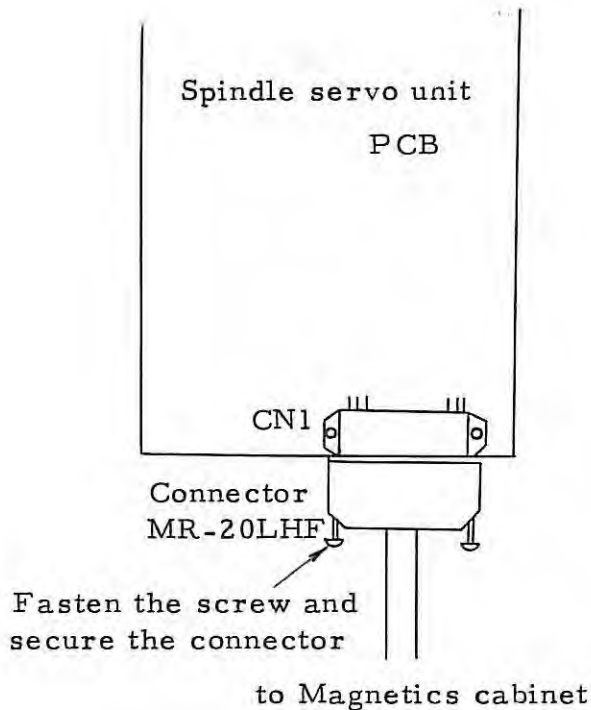 Spindle servo unit
PCB
CN1
Connector
MR-20LHF
Fasten the screw and
secure the connector
to Magnetics cabinet